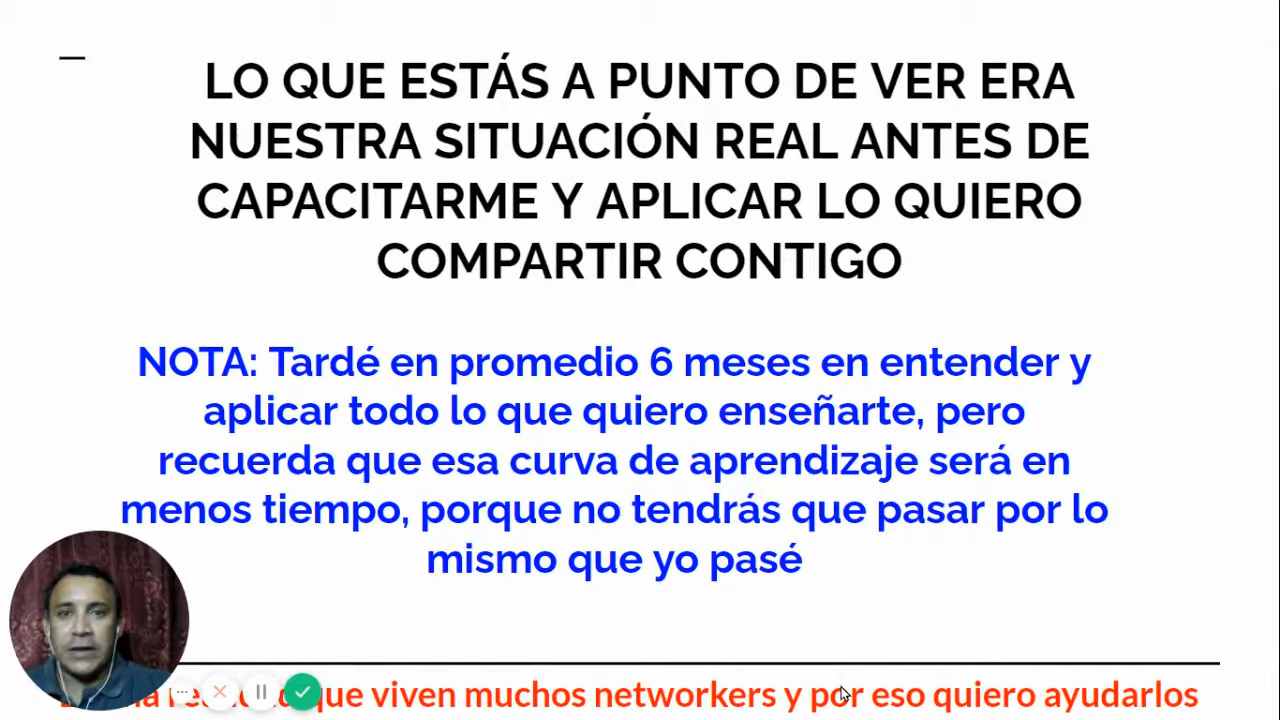 LO QUE ESTÁS A PUNTO DE VER ERA
NUESTRA SITUACIÓN REAL ANTES DE
CAPACITARME Y APLICAR LO QUIERO
COMPARTIR CONTIGO
NOTA: Tardé en promedio 6 meses en entender y
aplicar todo lo que quiero enseñarte, pero
recuerda que esa curva de aprendizaje será en
menos tiempo, porque no tendrás que pasar por lo
mismo que yo pasé
que viven muchos networkers y por eso quiero ayudarlos